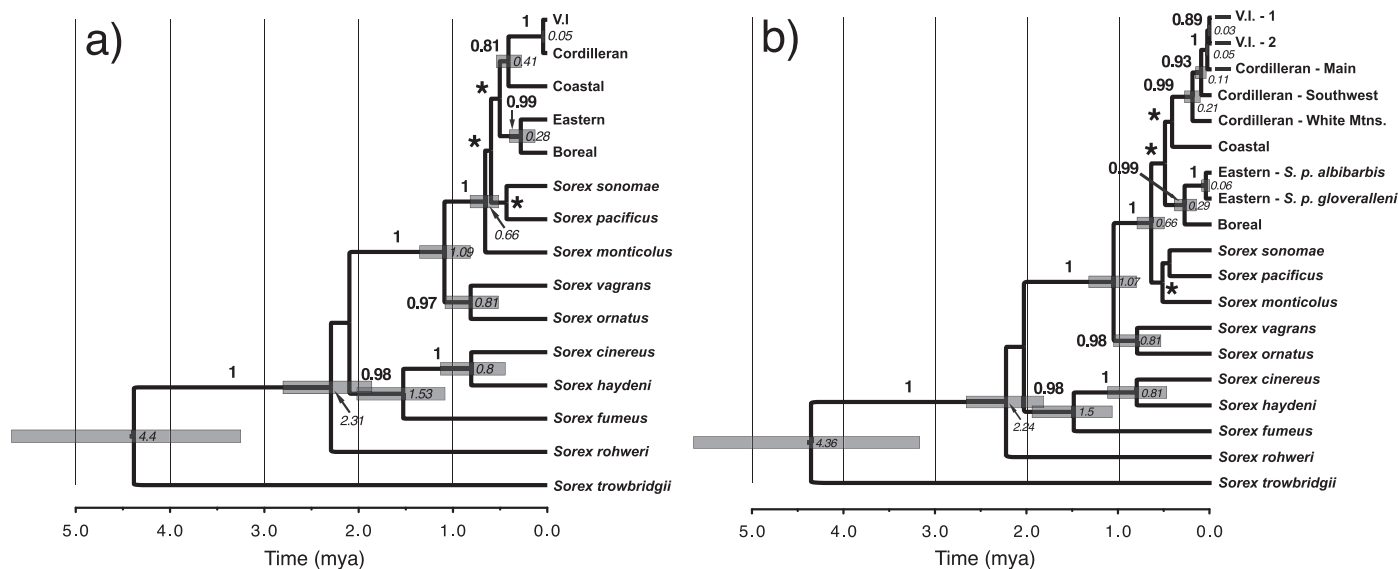 a)
1
V.I
0.05
Cordilleran
0.81
0.41
Coastal
*
0.99
Eastern
0.28
Boreal
*
1
Sorex sonomae
*
Sorex pacificus
0.66
1
1.09
Sorex monticolus
Sorex vagrans
0.97
0.81
Sorex ornatus
1
Sorex cinereus
0.8
0.98
Sorex haydeni
1
1.53
2.31
Sorex fumeus
4.4
Sorex rohweri
Sorex trowbridgii
5.0 4.0 3.0 2.0 1.0 0.0
Time (mya)
b)
0.89
V.I. - 1
0.03
1
V.I. - 2
0.05
0.93
Cordilleran - Main
0.11
0.99
Cordilleran - Southwest
0.21
*
Cordilleran - White Mtns.
*
Coastal
0.99
1
Eastern - S. p. albibarbis
0.06
Eastern - S. p. gloveralleni
0.29
1
0.66
Boreal
Sorex sonomae
1
1.07
Sorex pacificus
*
Sorex monticolus
Sorex vagrans
0.98
0.81
Sorex ornatus
1
Sorex cinereus
0.98
0.81
1
Sorex haydeni
1.5
2.24
Sorex fumeus
4.36
Sorex rohweri
Sorex trowbridgii
5.0 4.0 3.0 2.0 1.0 0.0
Time (mya)